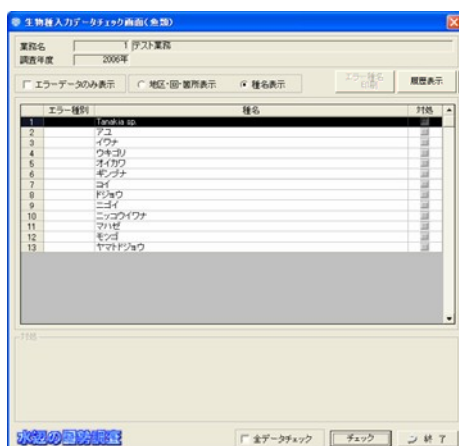 生物種入力データチェック画面(魚類)
業務名 1 テスト業務
調査年度 2006年
エラーデータのみ表示 地区・回・箇所表示 種名表示 エラー種名印刷 履歴表示
エラー種別 種名 対処
1 Tanakia sp.
2 アユ
3 イワナ
4 ウキゴリ
5 オイカワ
6 ギンブナ
7 コイ
8 ドジョウ
9 ニゴイ
10 ニッコウイワナ
11 マハゼ
12 モツゴ
13 ヤマトドジョウ
対処
水辺の国勢調査 全データチェック チェック 終了